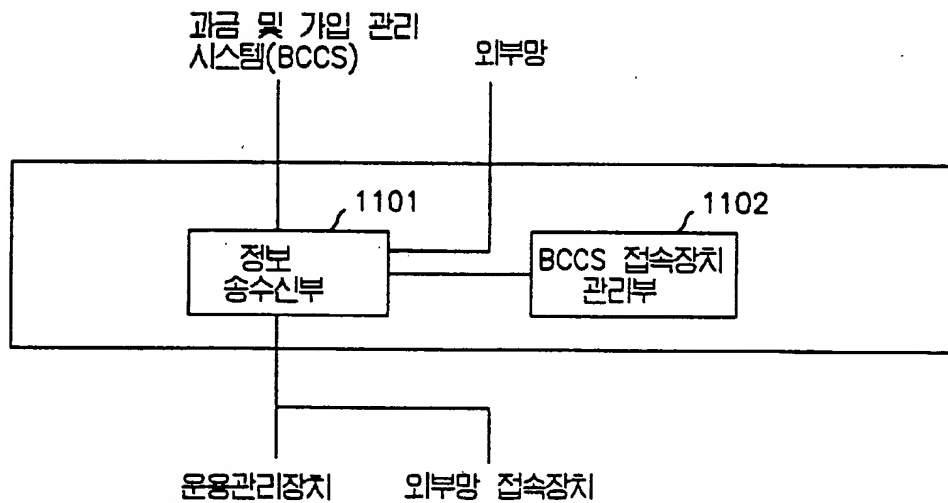 과금 및 가입 관리
시스템(BCCS)
외부망
1101
1102
정보
송수신부
BCCS 접속장치
관리부
운용관리장치
외부망 접속장치